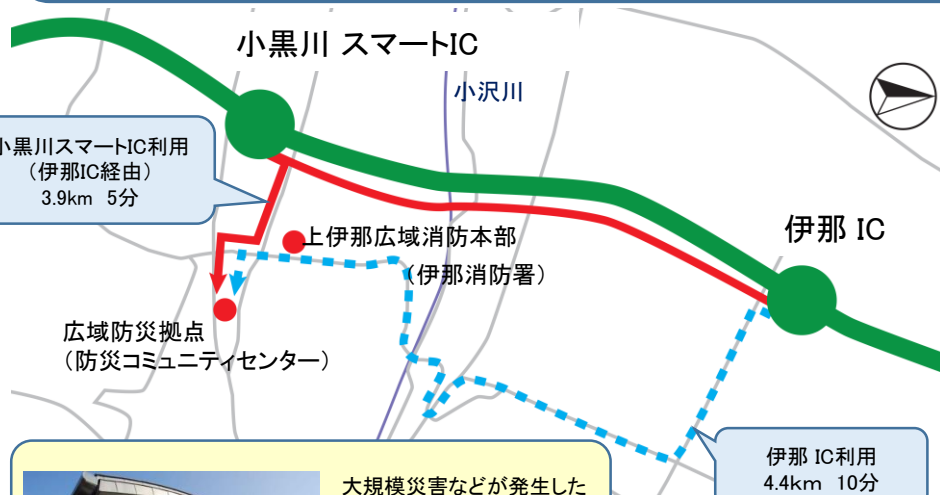 小黒川 スマートIC
小沢川
小黒川スマートIC利用
（伊那IC経由）
3.9km 5分
伊那 IC
上伊那広域消防本部
（伊那消防署）
広域防災拠点
（防災コミュニティセンター）
伊那 IC利用
4.4km 10分
大規模災害などが発生した